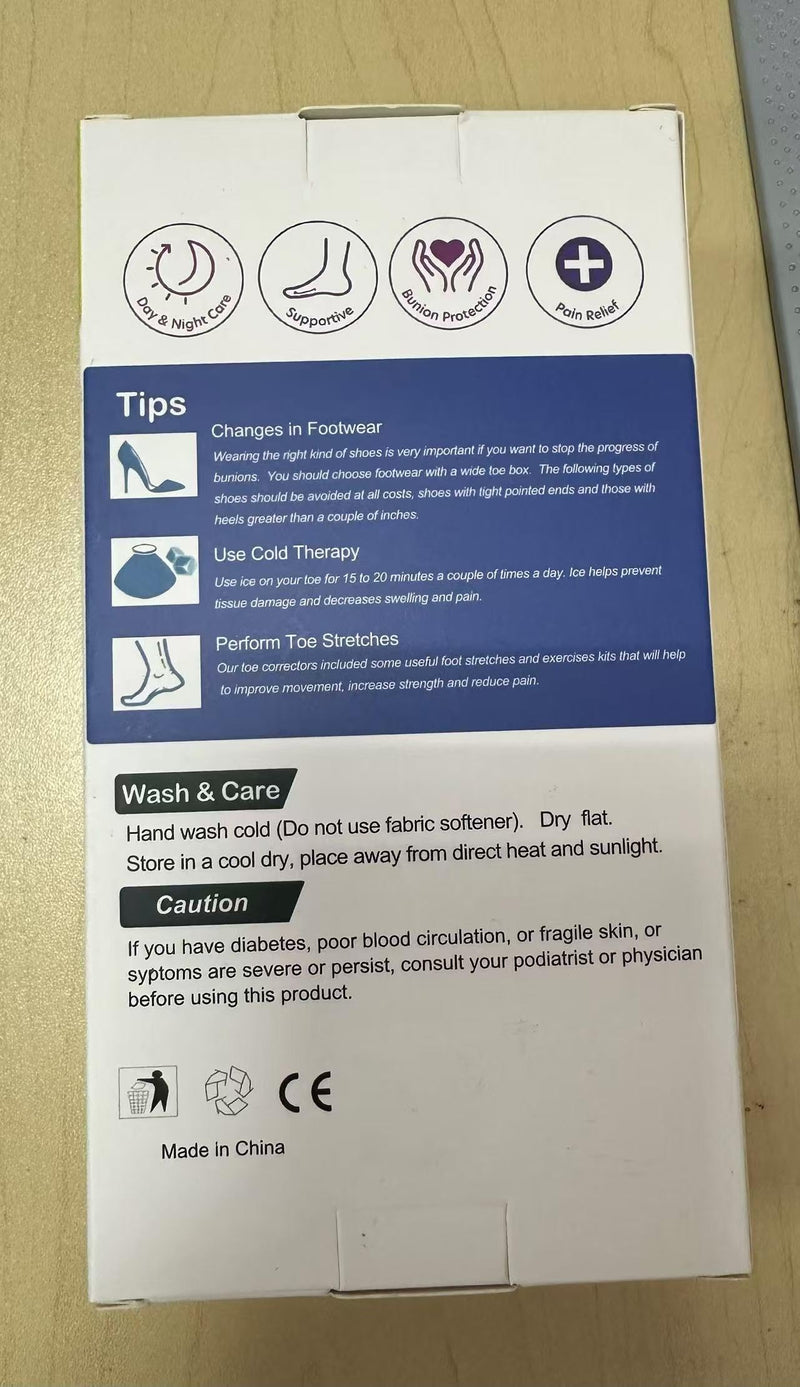 Day & Night Care
Supportive
Bunion Protection
Pain Relief
Tips
Changes in Footwear
Wearing the right kind of shoes is very important if you want to stop the progress of
bunions. You should choose footwear with a wide toe box. The following types of
shoes should be avoided at all costs, shoes with tight pointed ends and those with
heels greater than a couple of inches.
Use Cold Therapy
Use ice on your toe for 15 to 20 minutes a couple of times a day. Ice helps prevent
tissue damage and decreases swelling and pain.
Perform Toe Stretches
Our toe correctors included some useful foot stretches and exercises kits that will help
to improve movement, increase strength and reduce pain.
Wash & Care
Hand wash cold (Do not use fabric softener). Dry flat.
Store in a cool dry, place away from direct heat and sunlight.
Caution
If you have diabetes, poor blood circulation, or fragile skin, or
syptoms are severe or persist, consult your podiatrist or physician
before using this product.
CE
Made in China